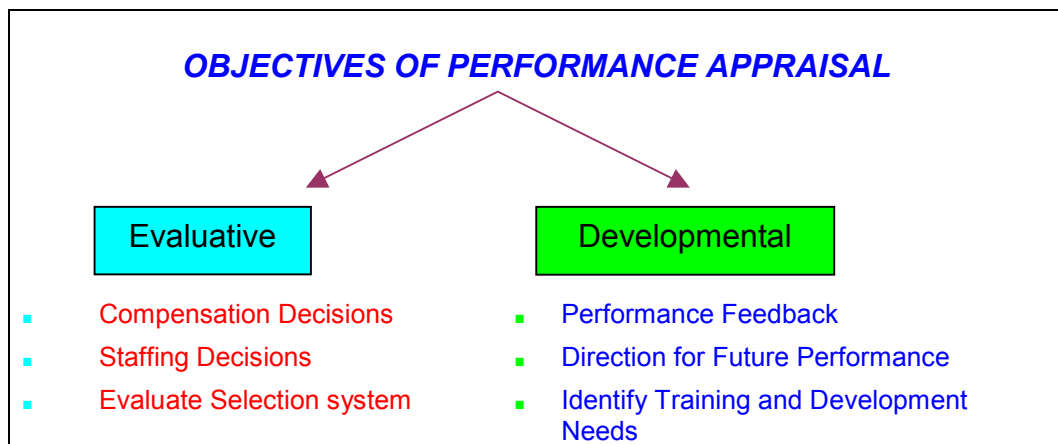 OBJECTIVES OF PERFORMANCE APPRAISAL
Evaluative
Compensation Decisions
Staffing Decisions
Evaluate Selection system
Developmental
Performance Feedback
Direction for Future Performance
Identify Training and Development
Needs